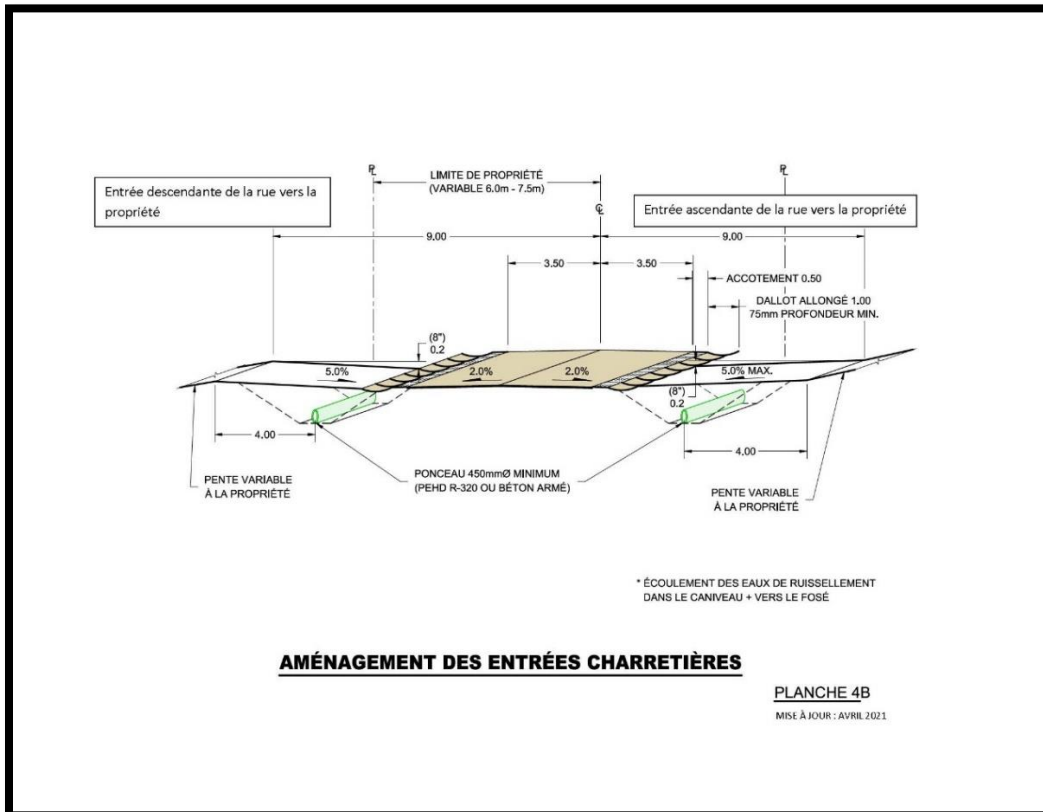 ℄
LIMITE DE PROPRIÉTÉ
(VARIABLE 6.0m - 7.5m)
℄
Entrée descendante de la rue vers la
propriété
℄
Entrée ascendante de la rue vers la propriété
9.00
9.00
3.50
3.50
ACCOTEMENT 0.50
DALLOT ALLONGÉ 1.00
75mm PROFONDEUR MIN.
(8")
0.2
5.0%
2.0%
2.0%
5.0% MAX.
(8")
0.2
4.00
4.00
PENTE VARIABLE
À LA PROPRIÉTÉ
PONCEAU 450mmØ MINIMUM
(PEHD R-320 OU BÉTON ARMÉ)
PENTE VARIABLE
À LA PROPRIÉTÉ
* ÉCOULEMENT DES EAUX DE RUISSELLEMENT
DANS LE CANIVEAU + VERS LE FOSÉ
AMÉNAGEMENT DES ENTRÉES CHARRETIÈRES
PLANCHE 4B
MISE À JOUR : AVRIL 2021